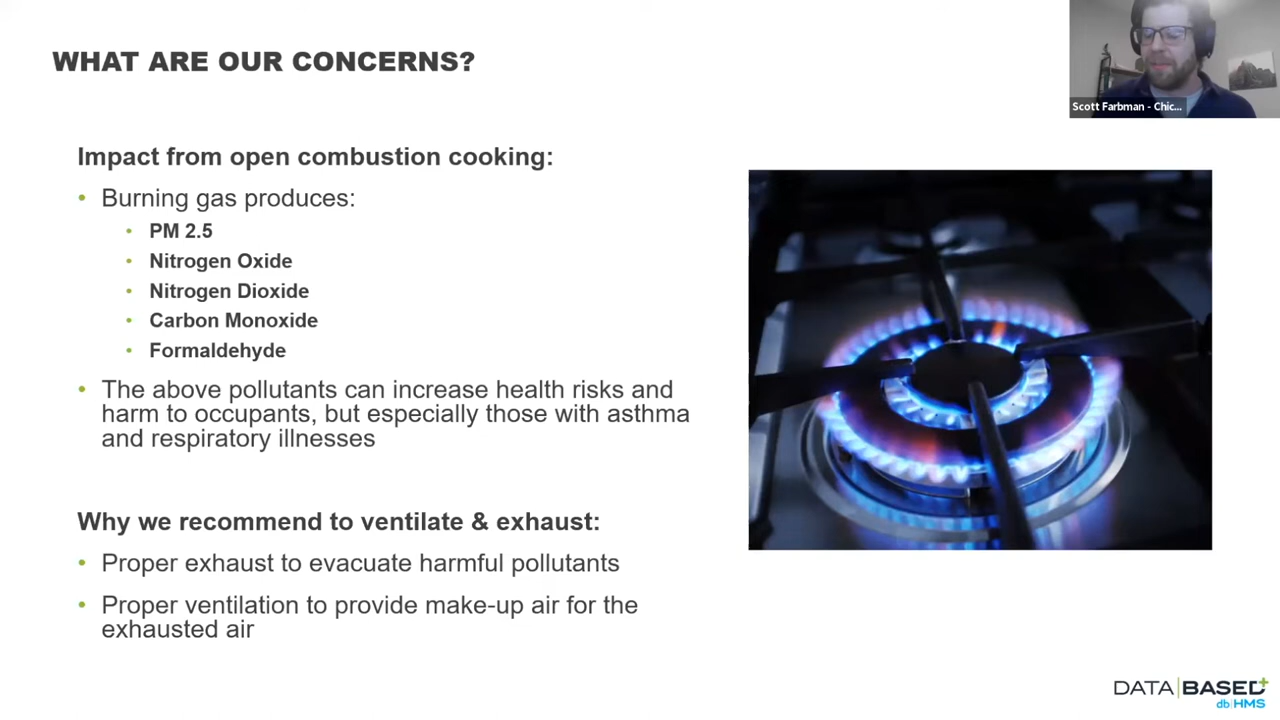 WHAT ARE OUR CONCERNS?
Scott Farbman - Chic...
Impact from open combustion cooking:
• Burning gas produces:
• PM 2.5
• Nitrogen Oxide
• Nitrogen Dioxide
• Carbon Monoxide
• Formaldehyde
• The above pollutants can increase health risks and
harm to occupants, but especially those with asthma
and respiratory illnesses
Why we recommend to ventilate & exhaust:
• Proper exhaust to evacuate harmful pollutants
• Proper ventilation to provide make-up air for the
exhausted air
DATA|BASED+
db|HMS